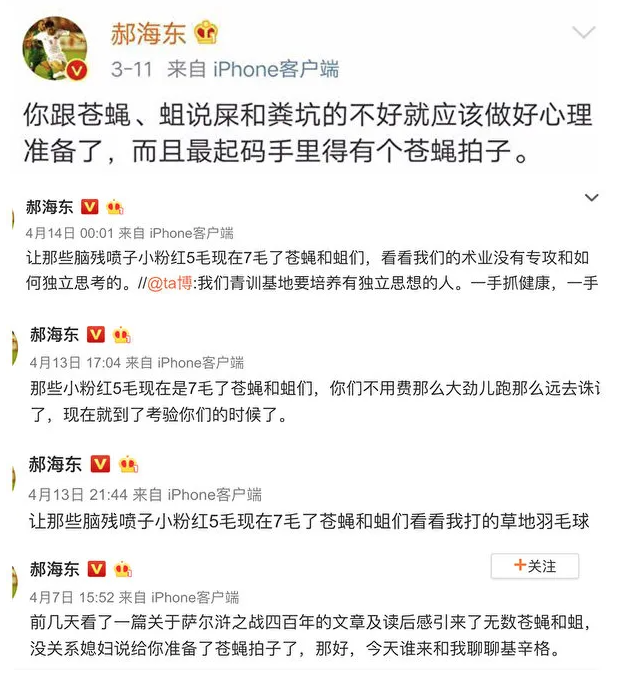 郝海东
3-11 来自 iPhone客户端
你跟苍蝇、蛆说屎和粪坑的不好就应该做好心理
准备了，而且最起码手里得有个苍蝇拍子。
郝海东
4月14日 00:01 来自 iPhone客户端
让那些脑残喷子小粉红5毛现在7毛了苍蝇和蛆们，看看我们的术业没有专攻和如
何独立思考的。//@ta博:我们青训基地要培养有独立思想的人。一手抓健康，一手
郝海东
4月13日 17:04 来自 iPhone客户端
那些小粉红5毛现在是7毛了苍蝇和蛆们，你们不用费那么大劲儿跑那么远去诛
了，现在就到了考验你们的时候了。
郝海东
4月13日 21:44 来自 iPhone客户端
让那些脑残喷子小粉红5毛现在7毛了苍蝇和蛆们看看我打的草地羽毛球
郝海东
+关注
4月7日 15:52 来自 iPhone客户端
前几天看了一篇关于萨尔浒之战四百年的文章及读后感引来了无数苍蝇和蛆，
没关系媳妇说给你准备了苍蝇拍子了，那好，今天谁来和我聊聊基辛格。